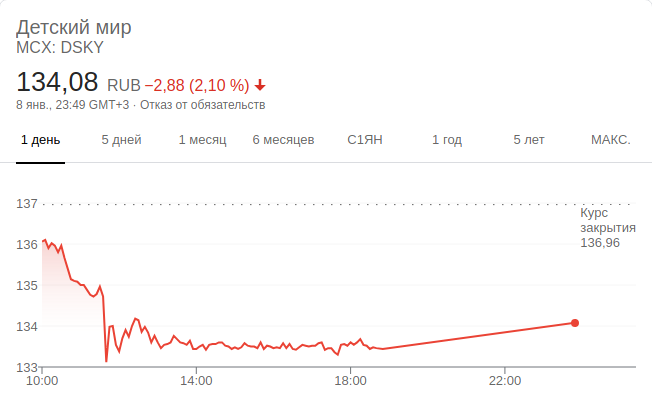 Детский мир
MCX: DSKY
134,08 RUB −2,88 (2,10 %)
8 янв., 23:49 GMT+3 · Отказ от обязательств
1 день 5 дней 1 месяц 6 месяцев С1ЯН 1 год 5 лет МАКС.
137
Курс
закрытия
136,96
136
135
134
133
10:00 14:00 18:00 22:00